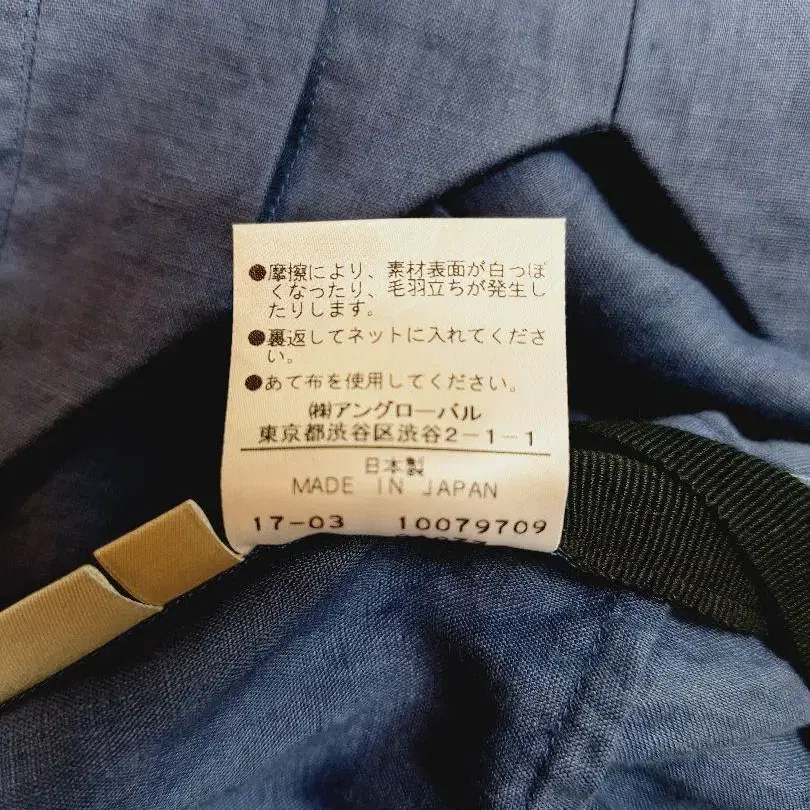 ●摩擦により、素材表面が白っぽ
くなったり、毛羽立ちが発生し
たりします。
●裏返してネットに入れてくださ
い。
●あて布を使用してください。
㈱アングローバル
東京都渋谷区渋谷2-1-1
日本製
MADE IN JAPAN
17-03 10079709